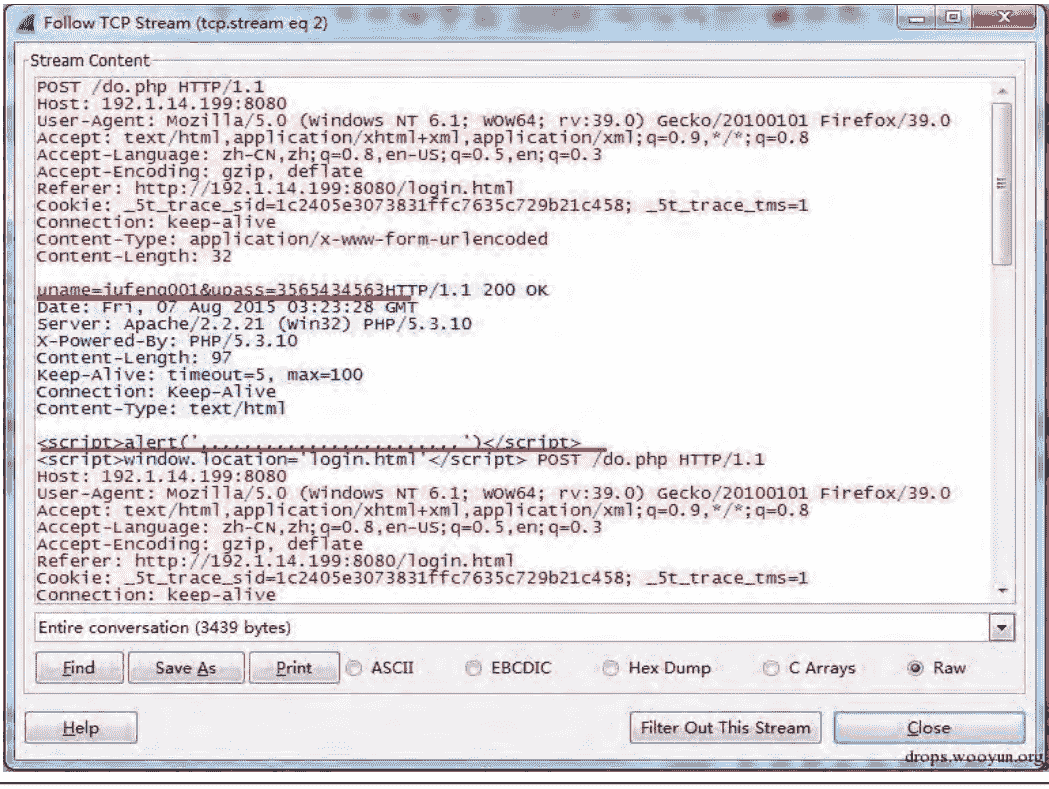 Follow TCP Stream (tcp.stream eq 2)
Stream Content
POST /do.php HTTP/1.1
Host: 192.1.14.199:8080
User-Agent: Mozilla/5.0 (Windows NT 6.1; WOW64; rv:39.0) Gecko/20100101 Firefox/39.0
Accept: text/html,application/xhtml+xml,application/xml;q=0.9,*/*;q=0.8
Accept-Language: zh-CN,zh;q=0.8,en-US;q=0.5,en;q=0.3
Accept-Encoding: gzip, deflate
Referer: http://192.1.14.199:8080/login.html
Cookie: _5t_trace_sid=1c2405e3073831ffc7635c729b21c458; _5t_trace_tms=1
Connection: keep-alive
Content-Type: application/x-www-form-urlencoded
Content-Length: 32
uname=jufeng001&upass=3565434563HTTP/1.1 200 OK
Date: Fri, 07 Aug 2015 03:23:28 GMT
Server: Apache/2.2.21 (Win32) PHP/5.3.10
X-Powered-By: PHP/5.3.10
Content-Length: 97
Keep-Alive: timeout=5, max=100
Connection: Keep-Alive
Content-Type: text/html
<script>alert('........................')</script>
<script>window.location='login.html'</script> POST /do.php HTTP/1.1
Host: 192.1.14.199:8080
User-Agent: Mozilla/5.0 (Windows NT 6.1; WOW64; rv:39.0) Gecko/20100101 Firefox/39.0
Accept: text/html,application/xhtml+xml,application/xml;q=0.9,*/*;q=0.8
Accept-Language: zh-CN,zh;q=0.8,en-US;q=0.5,en;q=0.3
Accept-Encoding: gzip, deflate
Referer: http://192.1.14.199:8080/login.html
Cookie: _5t_trace_sid=1c2405e3073831ffc7635c729b21c458; _5t_trace_tms=1
Connection: keep-alive
Entire conversation (3439 bytes)
Find Save As Print ASCII EBCDIC Hex Dump C Arrays Raw
Help Filter Out This Stream Close
drops.wooyun.org